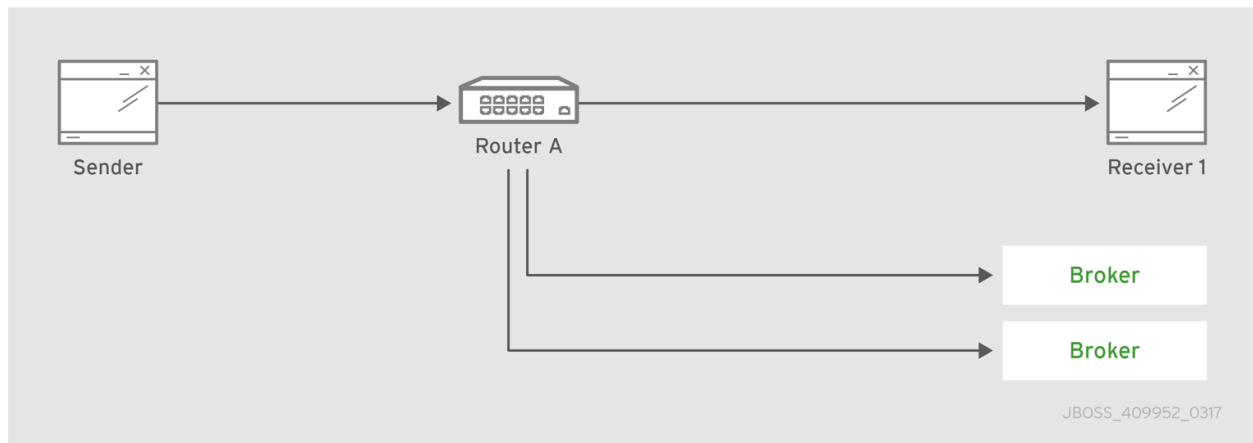 Sender
Router A
Receiver 1
Broker
Broker
JBOSS_409952_0317